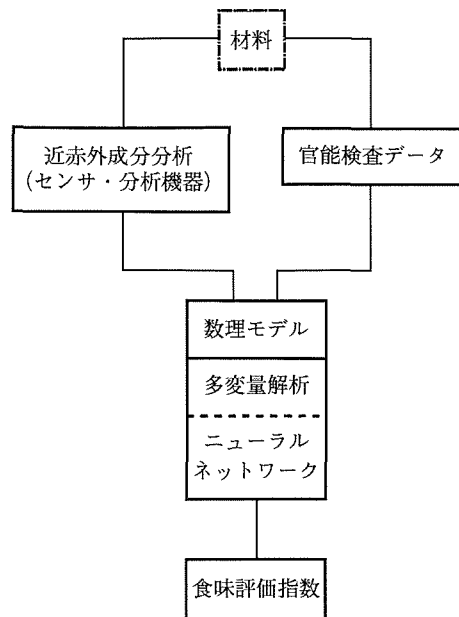 材料
近赤外成分分析
(センサ・分析機器)
官能検査データ
数理モデル
多変量解析
ニューラル
ネットワーク
食味評価指数